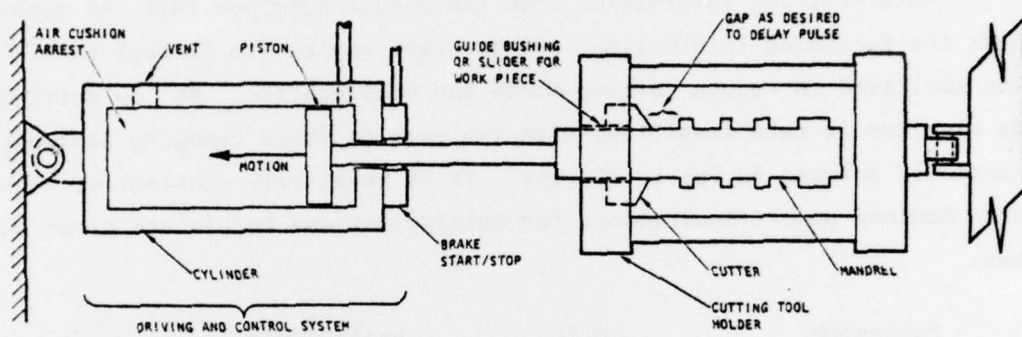 AIR CUSHION
ARREST
VENT
PISTON
GUIDE BUSHING
OR SLIDER FOR
WORK PIECE
GAP AS DESIRED
TO DELAY PULSE
MOTION
BRAKE
START/STOP
CYLINDER
CUTTER
MANDREL
CUTTING TOOL
HOLDER
DRIVING AND CONTROL SYSTEM